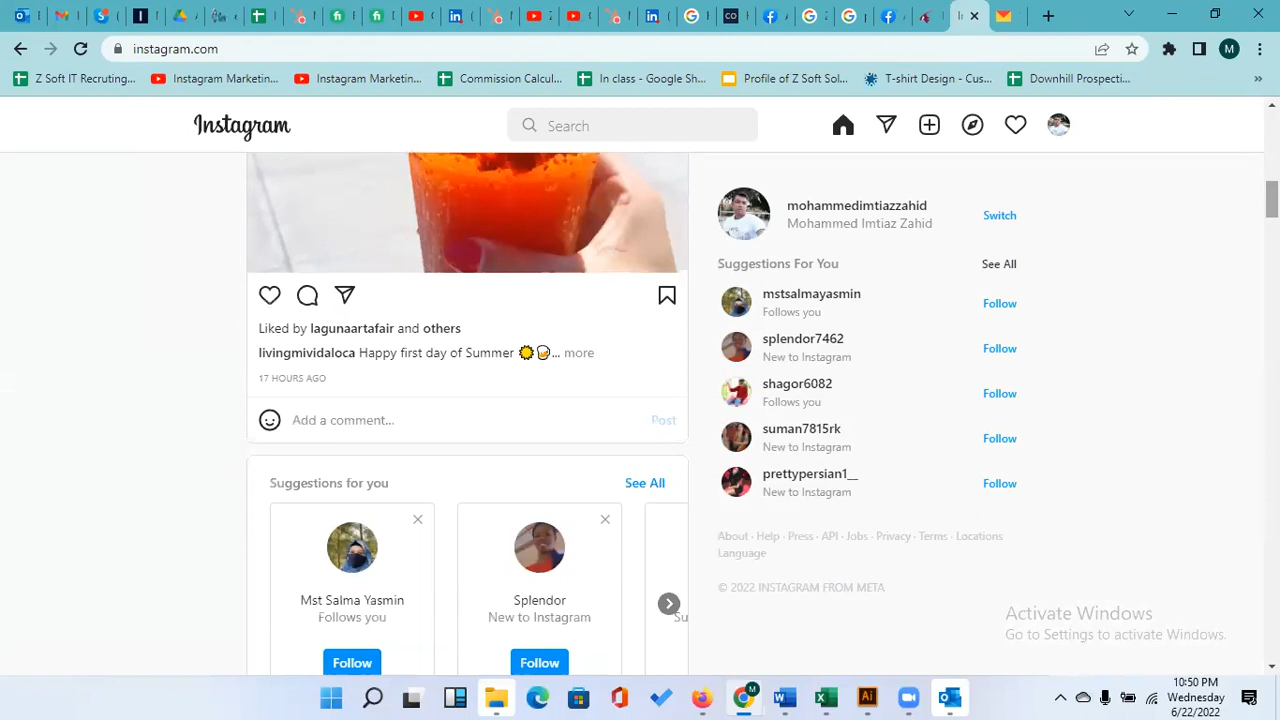 instagram.com
Z Soft IT Recruting...
Instagram Marketin...
Instagram Marketin...
Commission Calcul...
In class - Google Sh...
Profile of Z Soft Sol...
T-shirt Design - Cus...
Downhill Prospecti...
Instagram
Search
mohammedimtiazzahid
Mohammed Imtiaz Zahid
Switch
Suggestions For You
See All
mstsalmayasmin
Follows you
Follow
splendor7462
New to Instagram
Follow
shagor6082
Follows you
Follow
suman7815rk
New to Instagram
Follow
prettypersian1__
New to Instagram
Follow
About · Help · Press · API · Jobs · Privacy · Terms · Locations
Language
© 2022 INSTAGRAM FROM META
Liked by lagunaartafair and others
livingmividaloca Happy first day of Summer 🌞🍺... more
17 HOURS AGO
Add a comment...
Post
Suggestions for you
See All
Mst Salma Yasmin
Follows you
Follow
Splendor
New to Instagram
Follow
Su
Activate Windows
Go to Settings to activate Windows.
10:50 PM
Wednesday
6/22/2022